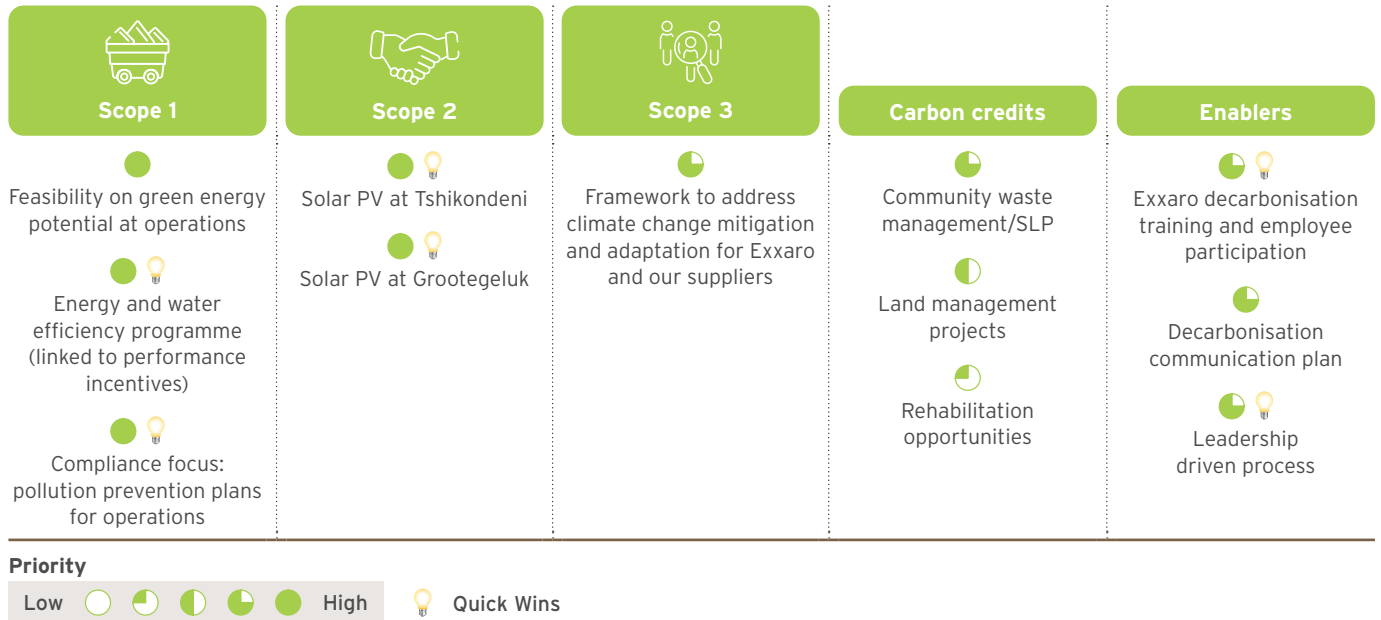 Scope 1
Feasibility on green energy
potential at operations
Energy and water
efficiency programme
(linked to performance
incentives)
Compliance focus:
pollution prevention plans
for operations
Scope 2
Solar PV at Tshikondeni
Solar PV at Grootegeluk
Scope 3
Framework to address
climate change mitigation
and adaptation for Exxaro
and our suppliers
Carbon credits
Community waste
management/SLP
Land management
projects
Rehabilitation
opportunities
Enablers
Exxaro decarbonisation
training and employee
participation
Decarbonisation
communication plan
Leadership
driven process
Priority
Low High Quick Wins